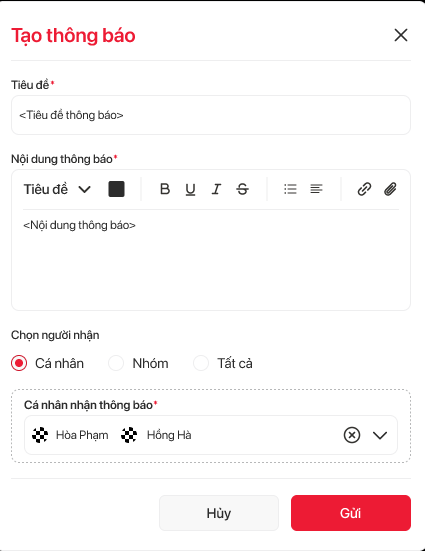 Tạo thông báo
Tiêu đề*
<Tiêu đề thông báo>
Nội dung thông báo*
Tiêu đề B U I S
<Nội dung thông báo>
Chọn người nhận
Cá nhân Nhóm Tất cả
Cá nhân nhận thông báo*
Hòa Phạm Hồng Hà
Hủy Gửi